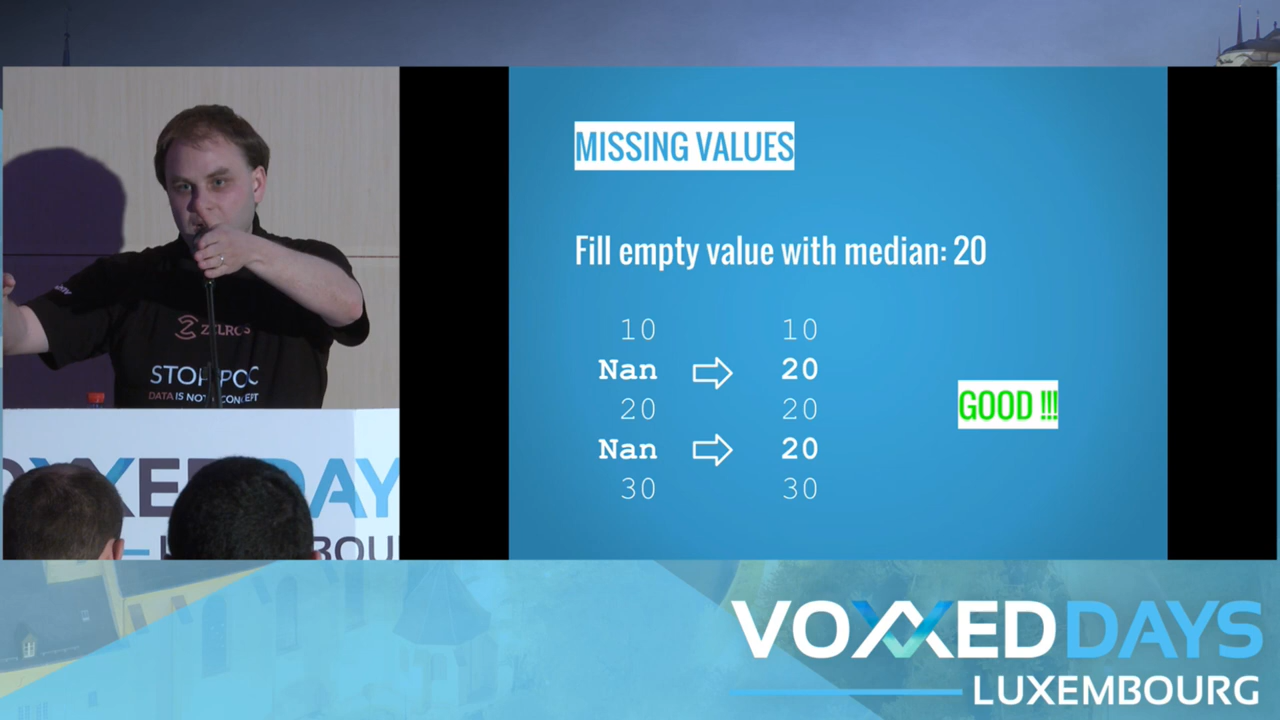 MISSING VALUES
Fill empty value with median: 20
10 10
Nan ⇨ 20
20 20
Nan ⇨ 20
30 30
GOOD !!!
ZELROS
STOP POC
DATA IS NOT CONCEPT
VOXXED DAYS
VOXXEDDAYS
LUXEMBOURG